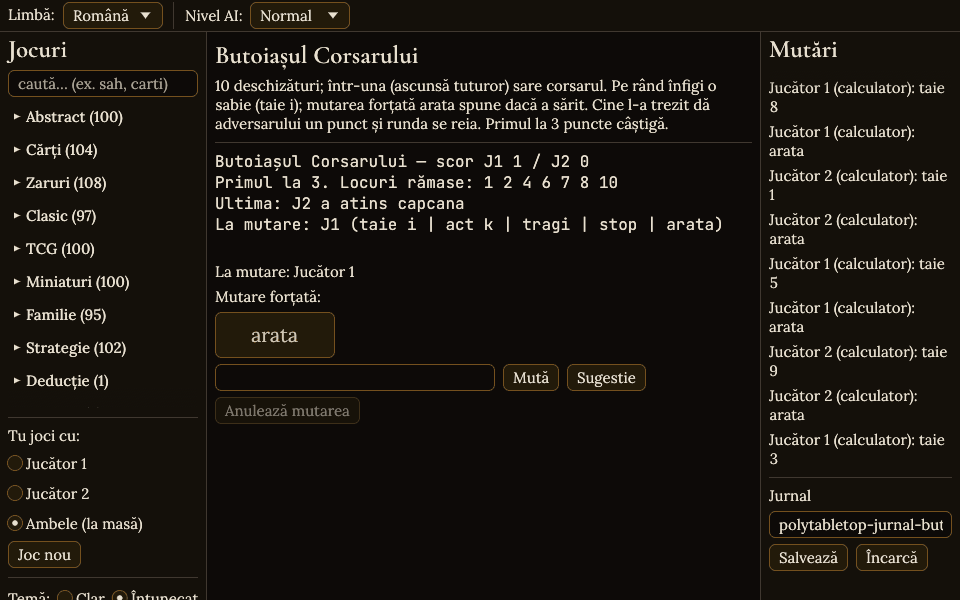 Limbă: Română ▼ Nivel AI: Normal ▼
Jocuri
caută... (ex. sah, carti)
▸ Abstract (100)
▸ Cărți (104)
▸ Zaruri (108)
▸ Clasic (97)
▸ TCG (100)
▸ Miniaturi (100)
▸ Familie (95)
▸ Strategie (102)
▸ Deducție (1)
Tu joci cu:
Jucător 1
Jucător 2
Ambele (la masă)
Joc nou
Temă: Clar Întunecat
Butoiașul Corsarului
10 deschizături; într-una (ascunsă tuturor) sare corsarul. Pe rând înfigi o
sabie (taie i); mutarea forțată arata spune dacă a sărit. Cine l-a trezit dă
adversarului un punct și runda se reia. Primul la 3 puncte câștigă.
Butoiașul Corsarului — scor J1 1 / J2 0
Primul la 3. Locuri rămase: 1 2 4 6 7 8 10
Ultima: J2 a atins capcana
La mutare: J1 (taie i | act k | tragi | stop | arata)
La mutare: Jucător 1
Mutare forțată:
arata
Mută Sugestie
Anulează mutarea
Mutări
Jucător 1 (calculator): taie
8
Jucător 1 (calculator):
arata
Jucător 2 (calculator): taie
1
Jucător 2 (calculator):
arata
Jucător 1 (calculator): taie
5
Jucător 1 (calculator):
arata
Jucător 2 (calculator): taie
9
Jucător 2 (calculator):
arata
Jucător 1 (calculator): taie
3
Jurnal
polytabletop-jurnal-but
Salvează Încarcă